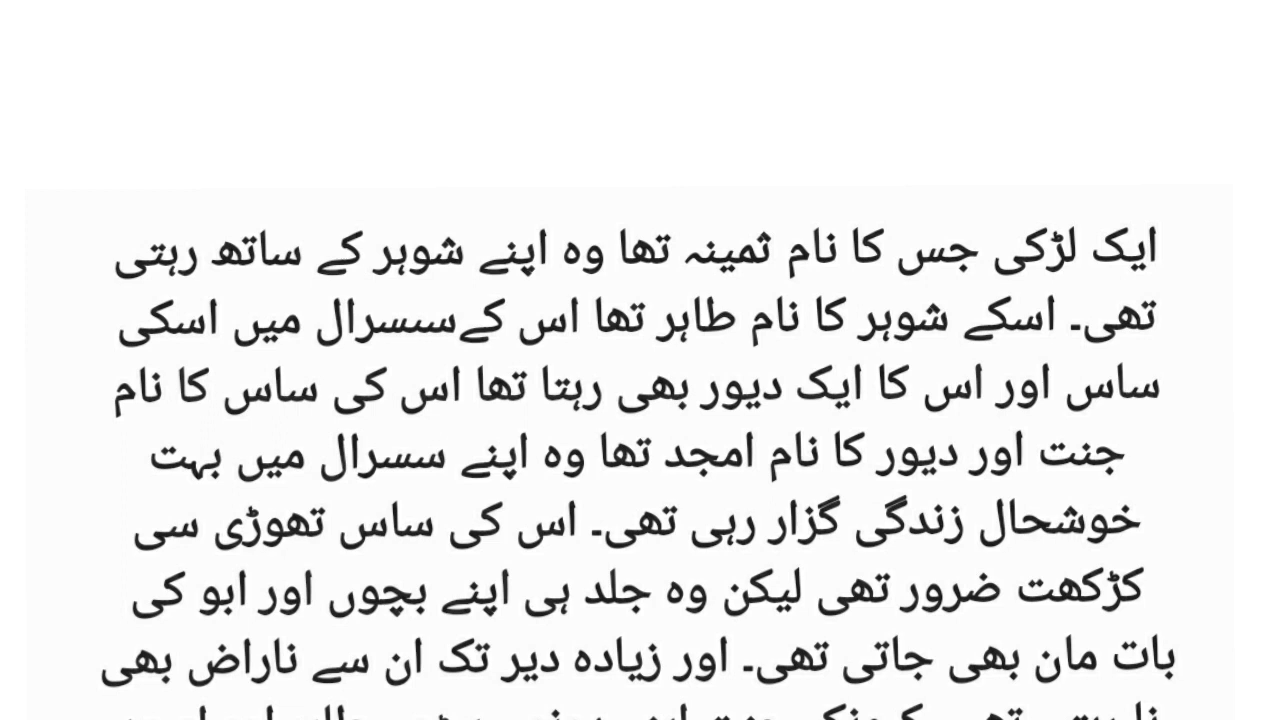 ایک لڑکی جس کا نام ثمینہ تھا وہ اپنے شوہر کے ساتھ رہتی
تھی۔ اسکے شوہر کا نام طاہر تھا اس کےسسرال میں اسکی
ساس اور اس کا ایک دیور بھی رہتا تھا اس کی ساس کا نام
جنت اور دیور کا نام امجد تھا وہ اپنے سسرال میں بہت
خوشحال زندگی گزار رہی تھی۔ اس کی ساس تھوڑی سی
کڑکھت ضرور تھی لیکن وہ جلد ہی اپنے بچوں اور ابو کی
بات مان بھی جاتی تھی۔ اور زیادہ دیر تک ان سے ناراض بھی